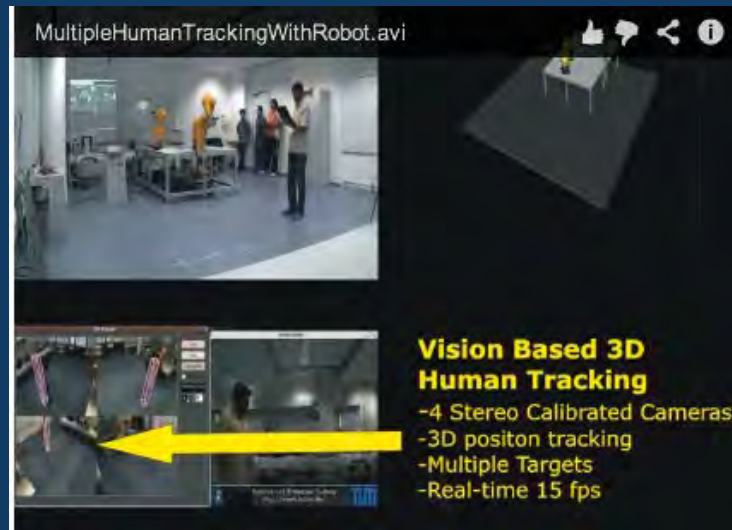 MultipleHumanTrackingWithRobot.avi
Vision Based 3D
Human Tracking
-4 Stereo Calibrated Cameras
-3D positon tracking
-Multiple Targets
-Real-time 15 fps
TUM